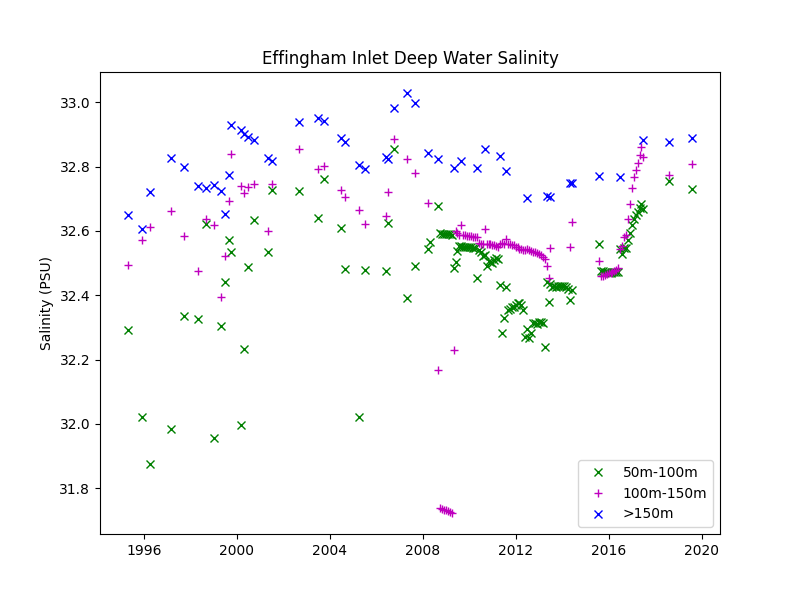 Effingham Inlet Deep Water Salinity
Salinity (PSU)
33.0
32.8
32.6
32.4
32.2
32.0
31.8
1996
2000
2004
2008
2012
2016
2020
50m-100m
100m-150m
>150m